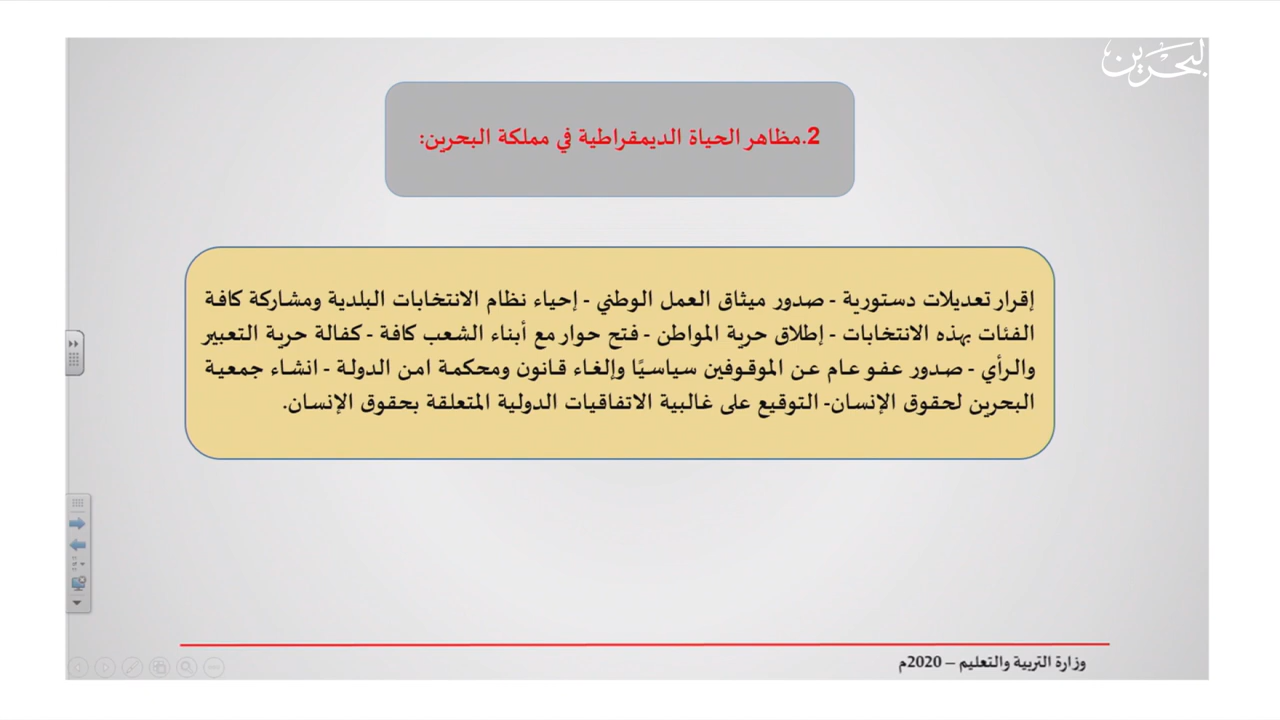 البحرين
2.مظاهر الحياة الديمقراطية في مملكة البحرين:
إقرار تعديلات دستورية - صدور ميثاق العمل الوطني - إحياء نظام الانتخابات البلدية ومشاركة كافة
الفئات بهذه الانتخابات - إطلاق حرية المواطن - فتح حوار مع أبناء الشعب كافة - كفالة حرية التعبير
والرأي - صدور عفو عام عن الموقوفين سياسيًا وإلغاء قانون ومحكمة امن الدولة - انشاء جمعية
البحرين لحقوق الإنسان- التوقيع على غالبية الاتفاقيات الدولية المتعلقة بحقوق الإنسان.
وزارة التربية والتعليم – 2020م